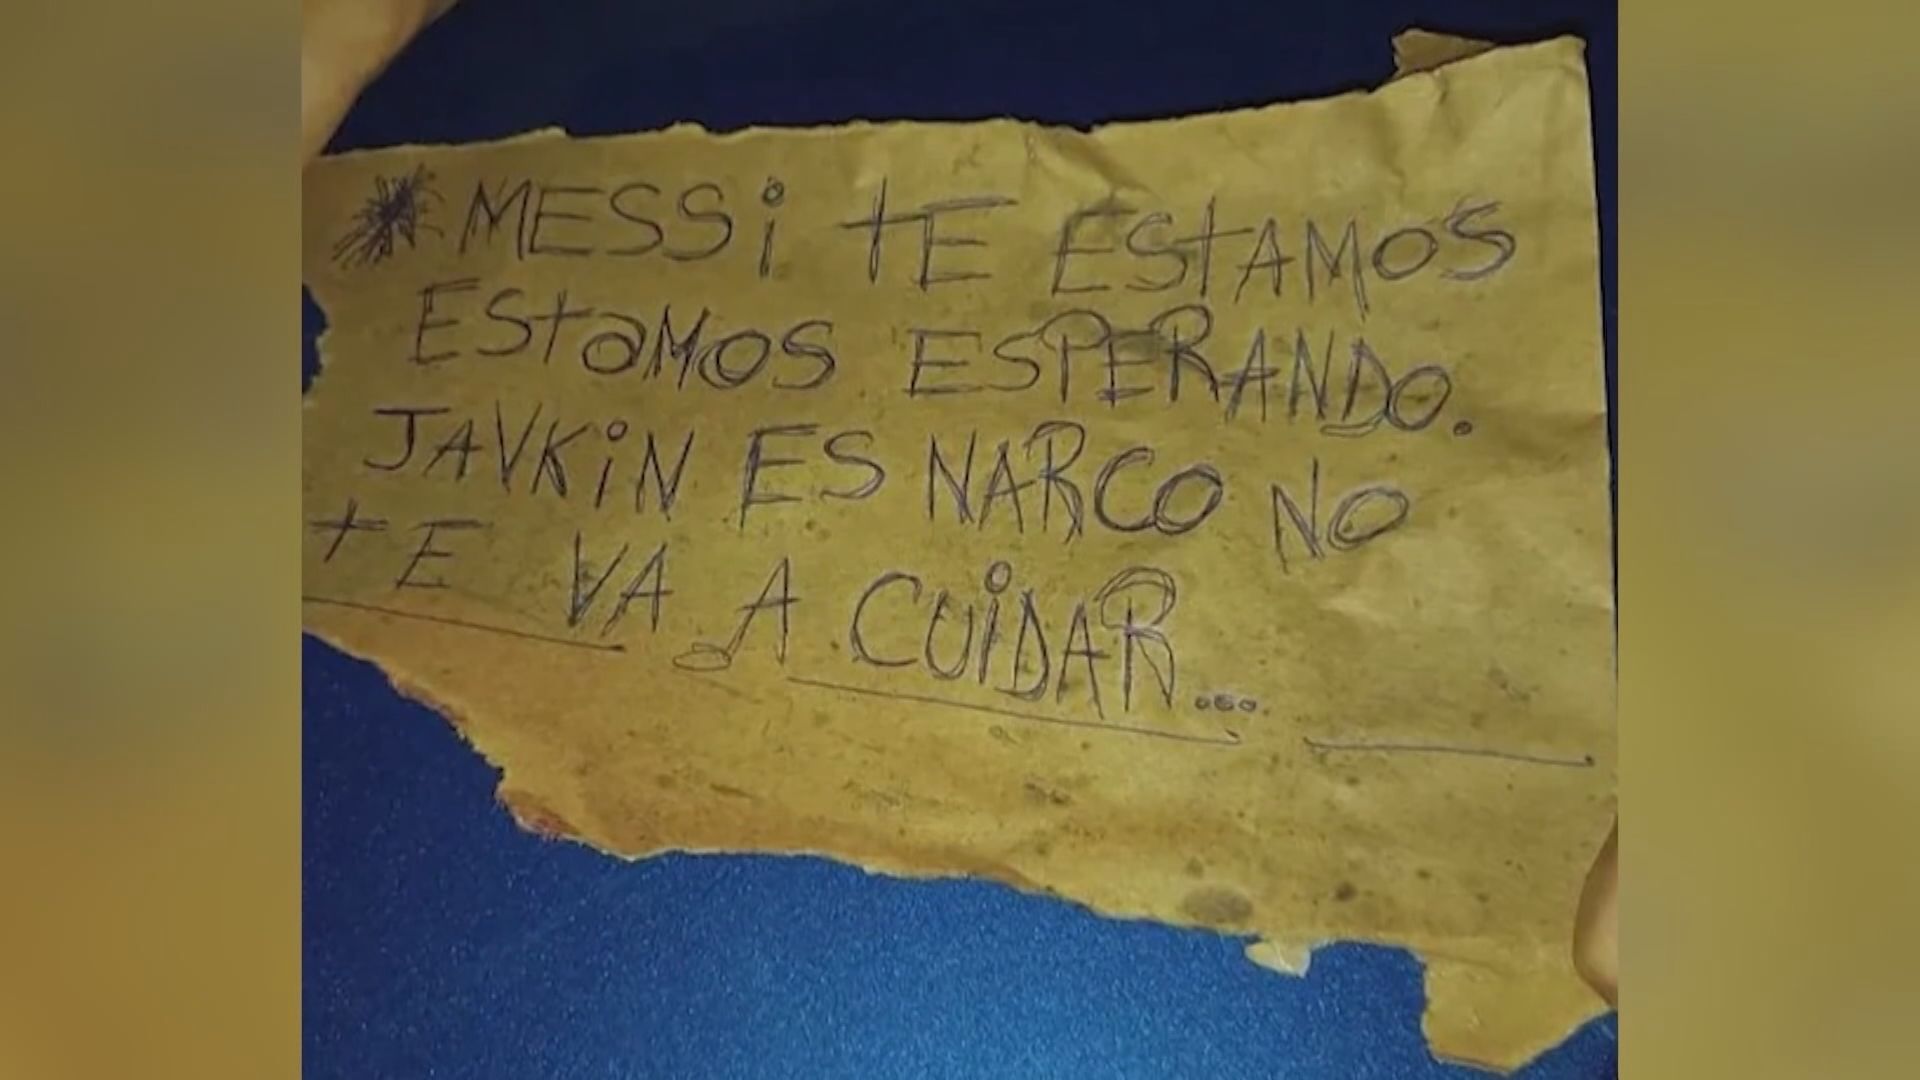 MESSi tE EStAMOS
EStaMOS ESPERANDO.
JAVKiN ES NARCO NO
tE VA A CUiDAR...